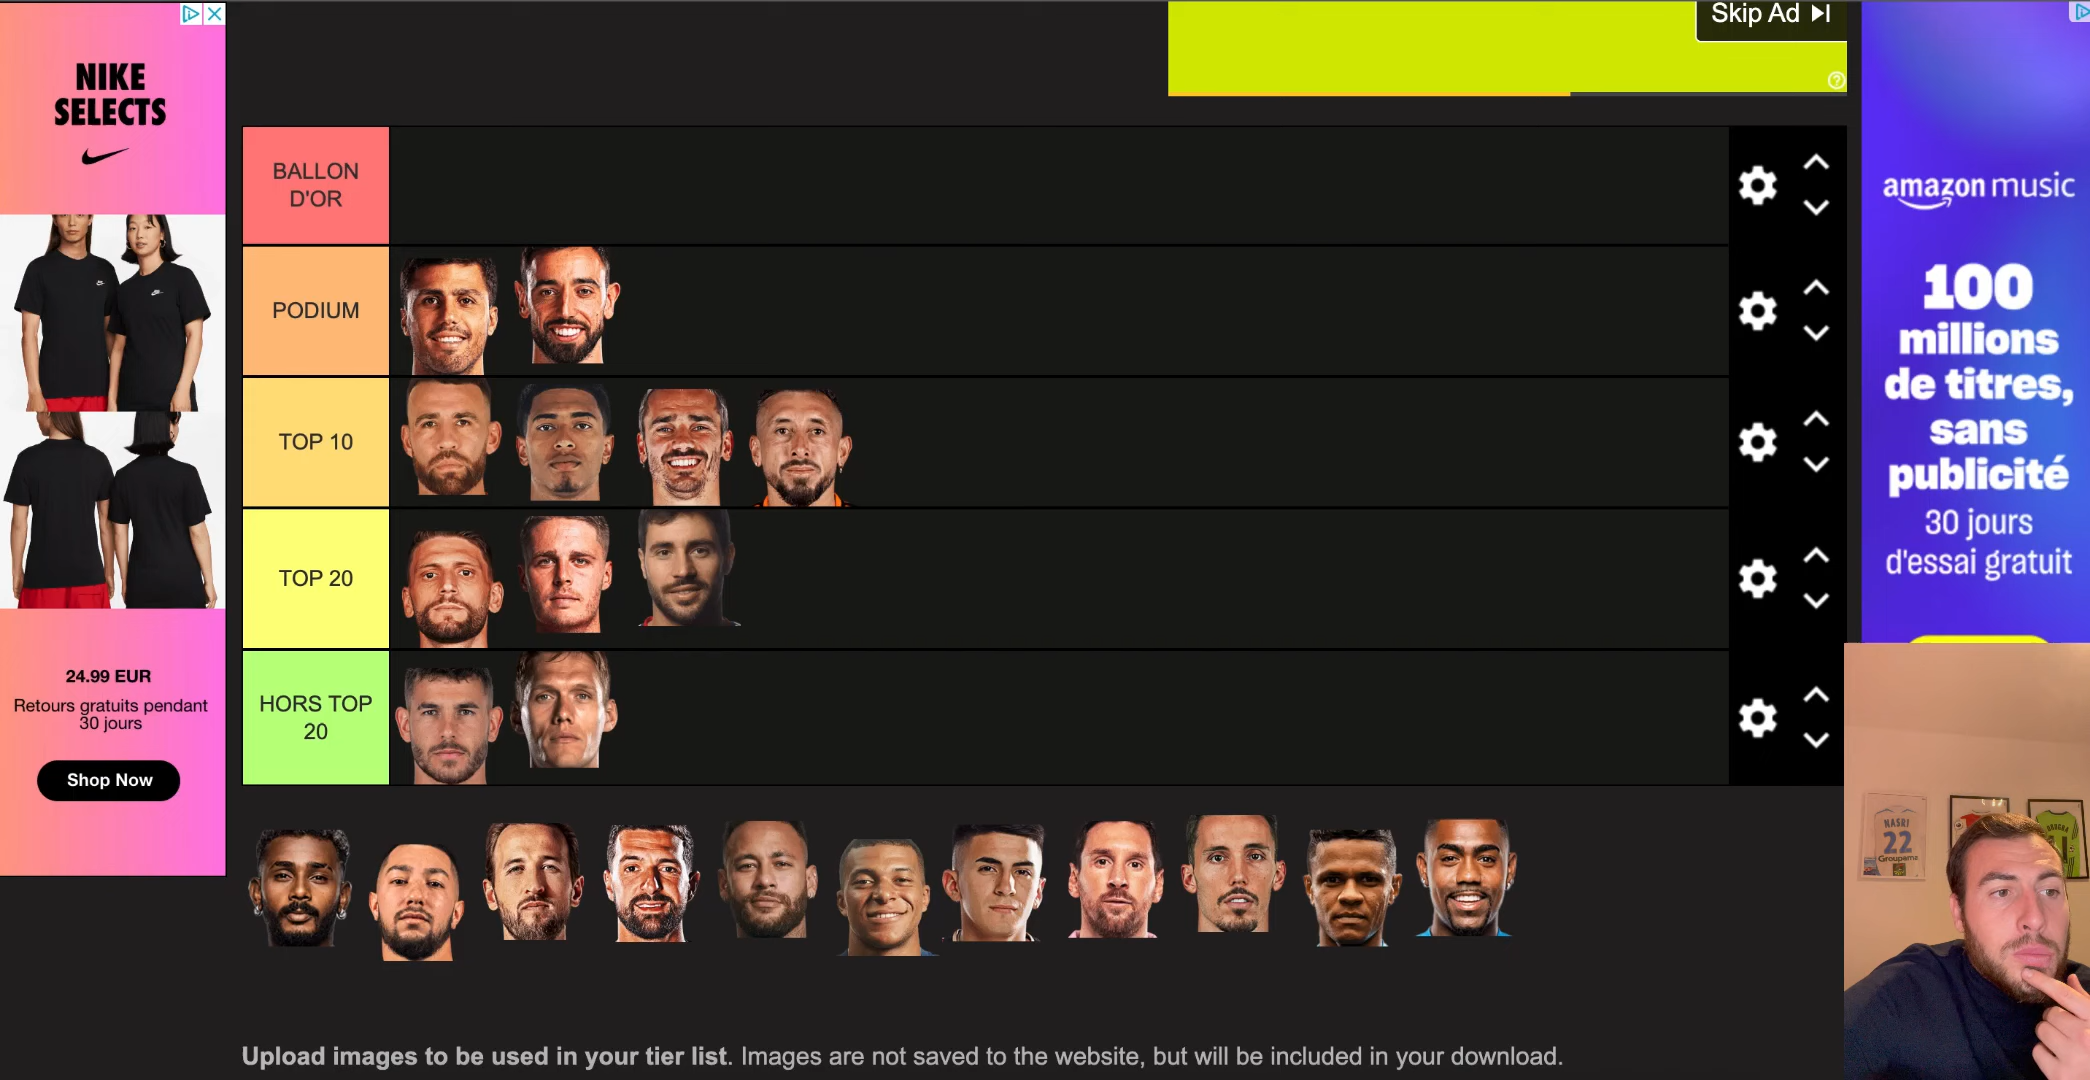 NIKE
SELECTS
24.99 EUR
Retours gratuits pendant
30 jours
Shop Now
Skip Ad
BALLON
D'OR
PODIUM
TOP 10
TOP 20
HORS TOP
20
Upload images to be used in your tier list. Images are not saved to the website, but will be included in your download.
amazon music
100
millions
de titres,
sans
publicité
30 jours
d'essai gratuit
NASRI
22
Groupama